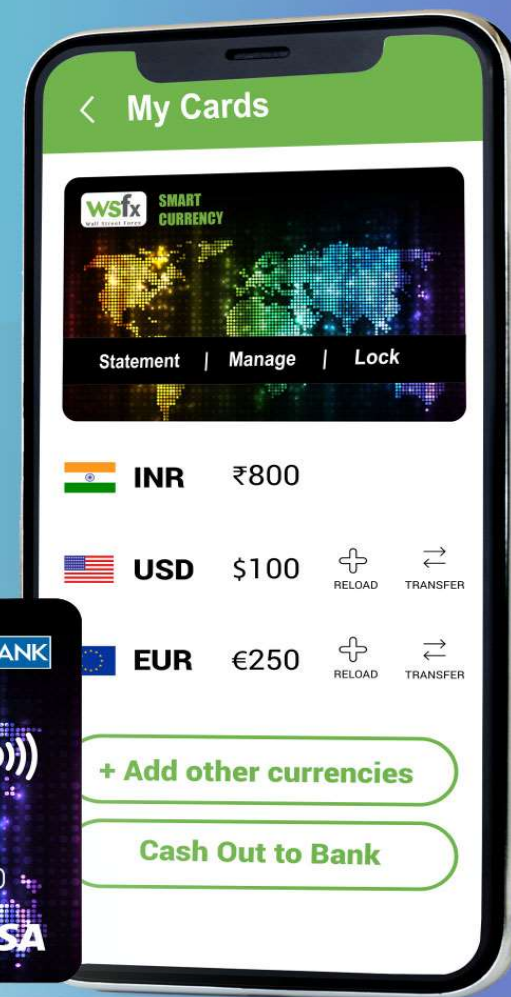 < My Cards
wsfx SMART
Wall Street Forex CURRENCY
Statement | Manage | Lock
INR ₹800
USD $100
RELOAD TRANSFER
EUR €250
RELOAD TRANSFER
+ Add other currencies
Cash Out to Bank
ANK
0
SA